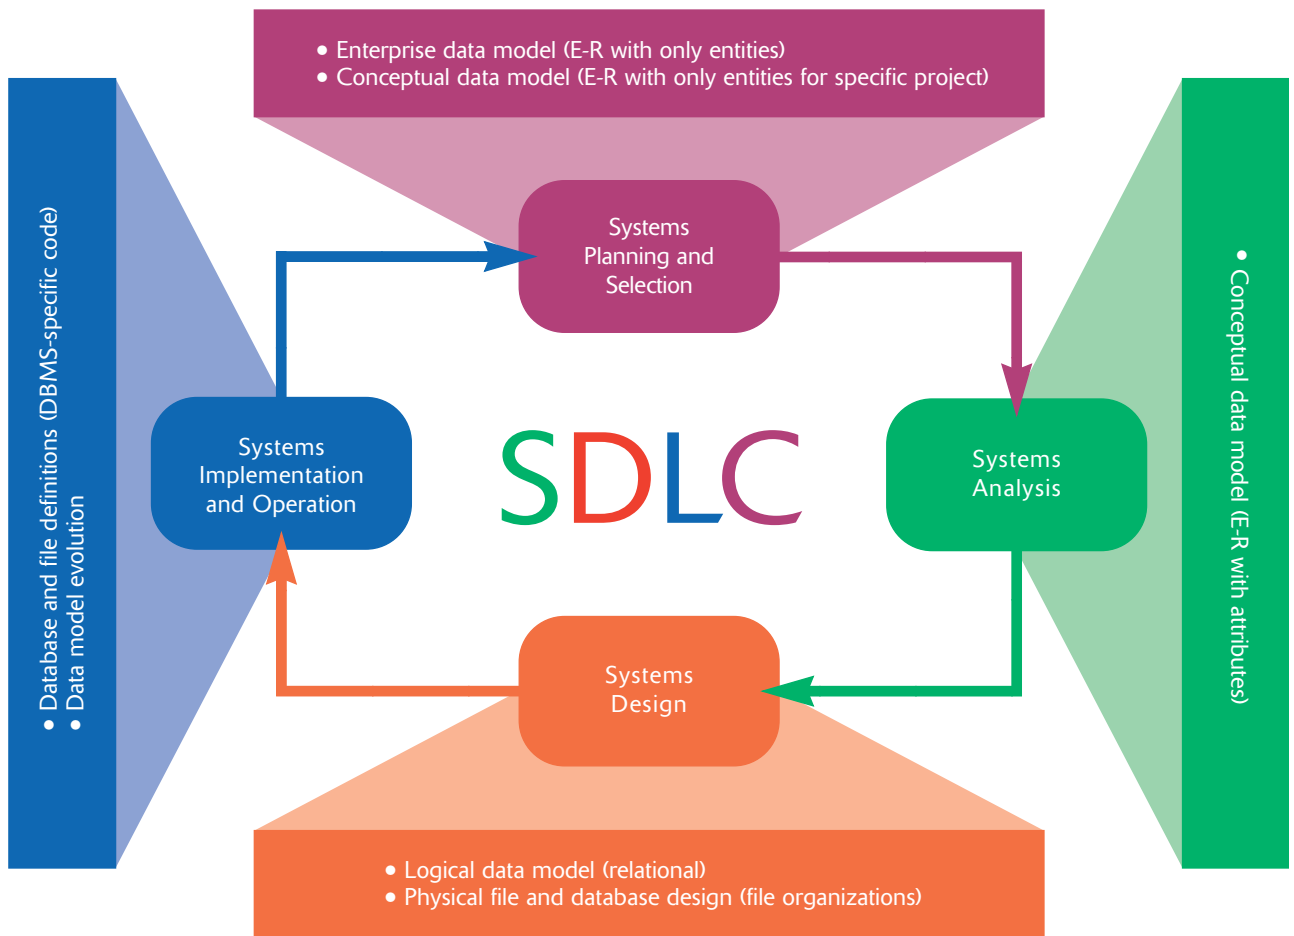 • Enterprise data model (E-R with only entities)
• Conceptual data model (E-R with only entities for specific project)
Systems
Planning and
Selection
• Conceptual data model (E-R with attributes)
Systems
Analysis
SDLC
Systems
Implementation
and Operation
• Database and file definitions (DBMS-specific code)
• Data model evolution
Systems
Design
• Logical data model (relational)
• Physical file and database design (file organizations)